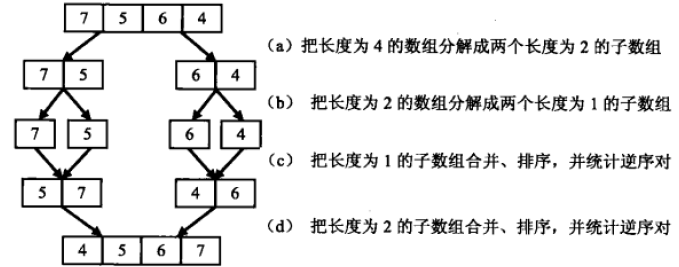 7 5 6 4
(a) 把长度为 4 的数组分解成两个长度为 2 的子数组
7 5 6 4
(b) 把长度为 2 的数组分解成两个长度为 1 的子数组
7 5 6 4
(c) 把长度为 1 的子数组合并、排序，并统计逆序对
5 7 4 6
(d) 把长度为 2 的子数组合并、排序，并统计逆序对
4 5 6 7